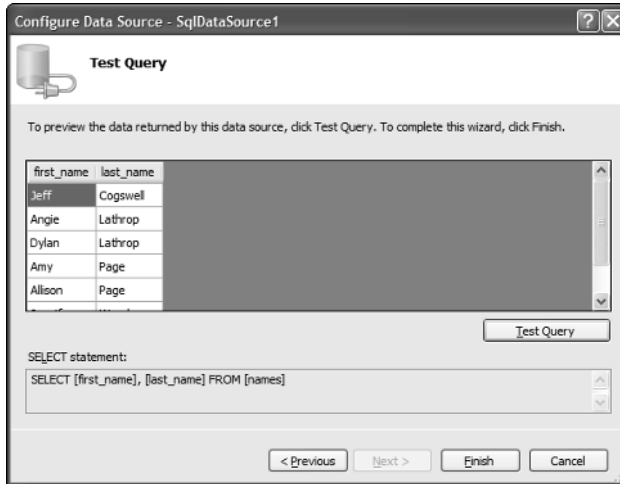 Configure Data Source - SqlDataSource1
Test Query
To preview the data returned by this data source, click Test Query. To complete this wizard, click Finish.
first_name last_name
Jeff Cogswell
Angie Lathrop
Dylan Lathrop
Amy Page
Allison Page
Test Query
SELECT statement:
SELECT [first_name], [last_name] FROM [names]
< Previous Next > Finish Cancel